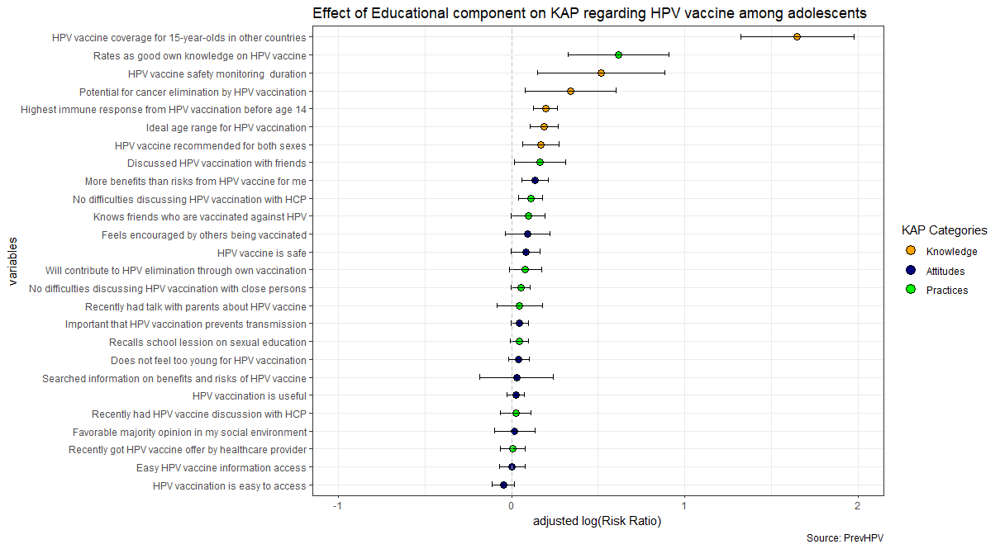 Effect of Educational component on KAP regarding HPV vaccine among adolescents
HPV vaccine coverage for 15-year-olds in other countries
Rates as good own knowledge on HPV vaccine
HPV vaccine safety monitoring  duration
Potential for cancer elimination by HPV vaccination
Highest immune response from HPV vaccination before age 14
Ideal age range for HPV vaccination
HPV vaccine recommended for both sexes
Discussed HPV vaccination with friends
More benefits than risks from HPV vaccine for me
No difficulties discussing HPV vaccination with HCP
Knows friends who are vaccinated against HPV
Feels encouraged by others being vaccinated
HPV vaccine is safe
Will contribute to HPV elimination through own vaccination
No difficulties discussing HPV vaccination with close persons
Recently had talk with parents about HPV vaccine
Important that HPV vaccination prevents transmission
Recalls school lession on sexual education
Does not feel too young for HPV vaccination
Searched information on benefits and risks of HPV vaccine
HPV vaccination is useful
Recently had HPV vaccine discussion with HCP
Favorable majority opinion in my social environment
Recently got HPV vaccine offer by healthcare provider
Easy HPV vaccine information access
HPV vaccination is easy to access
variables
-1 0 1 2
adjusted log(Risk Ratio)
Source: PrevHPV
KAP Categories
Knowledge
Attitudes
Practices